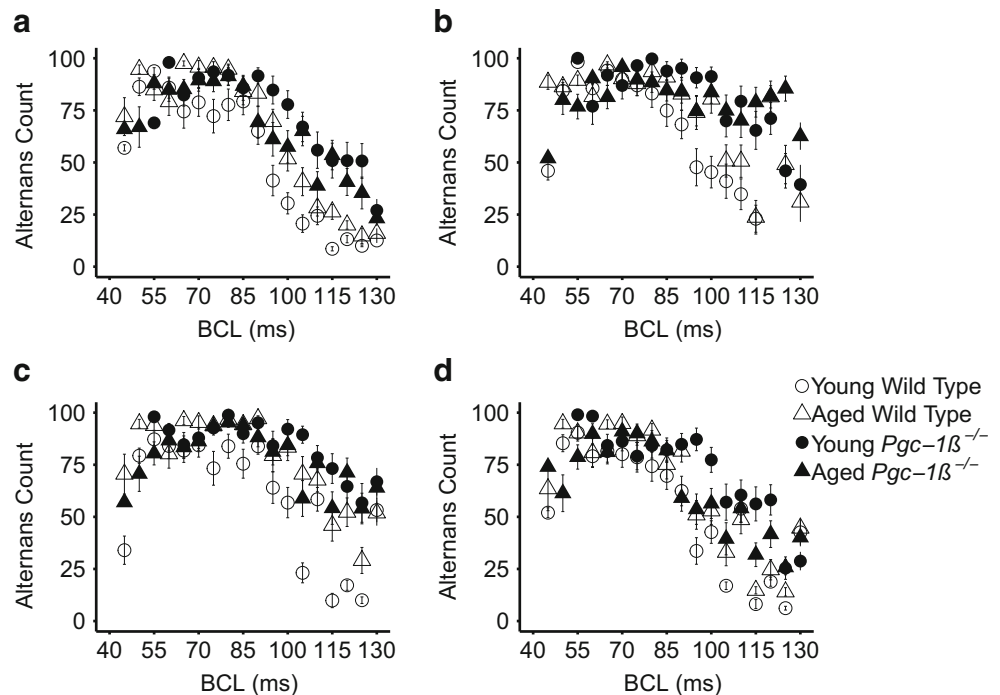 a
100
75
50
25
0
Alternans Count
40 55 70 85 100 115 130
BCL (ms)
b
100
75
50
25
0
Alternans Count
40 55 70 85 100 115 130
BCL (ms)
c
100
75
50
25
0
Alternans Count
40 55 70 85 100 115 130
BCL (ms)
d
100
75
50
25
0
Alternans Count
40 55 70 85 100 115 130
BCL (ms)
Young Wild Type
Aged Wild Type
Young Pgc−1ß−/−
Aged Pgc−1ß−/−